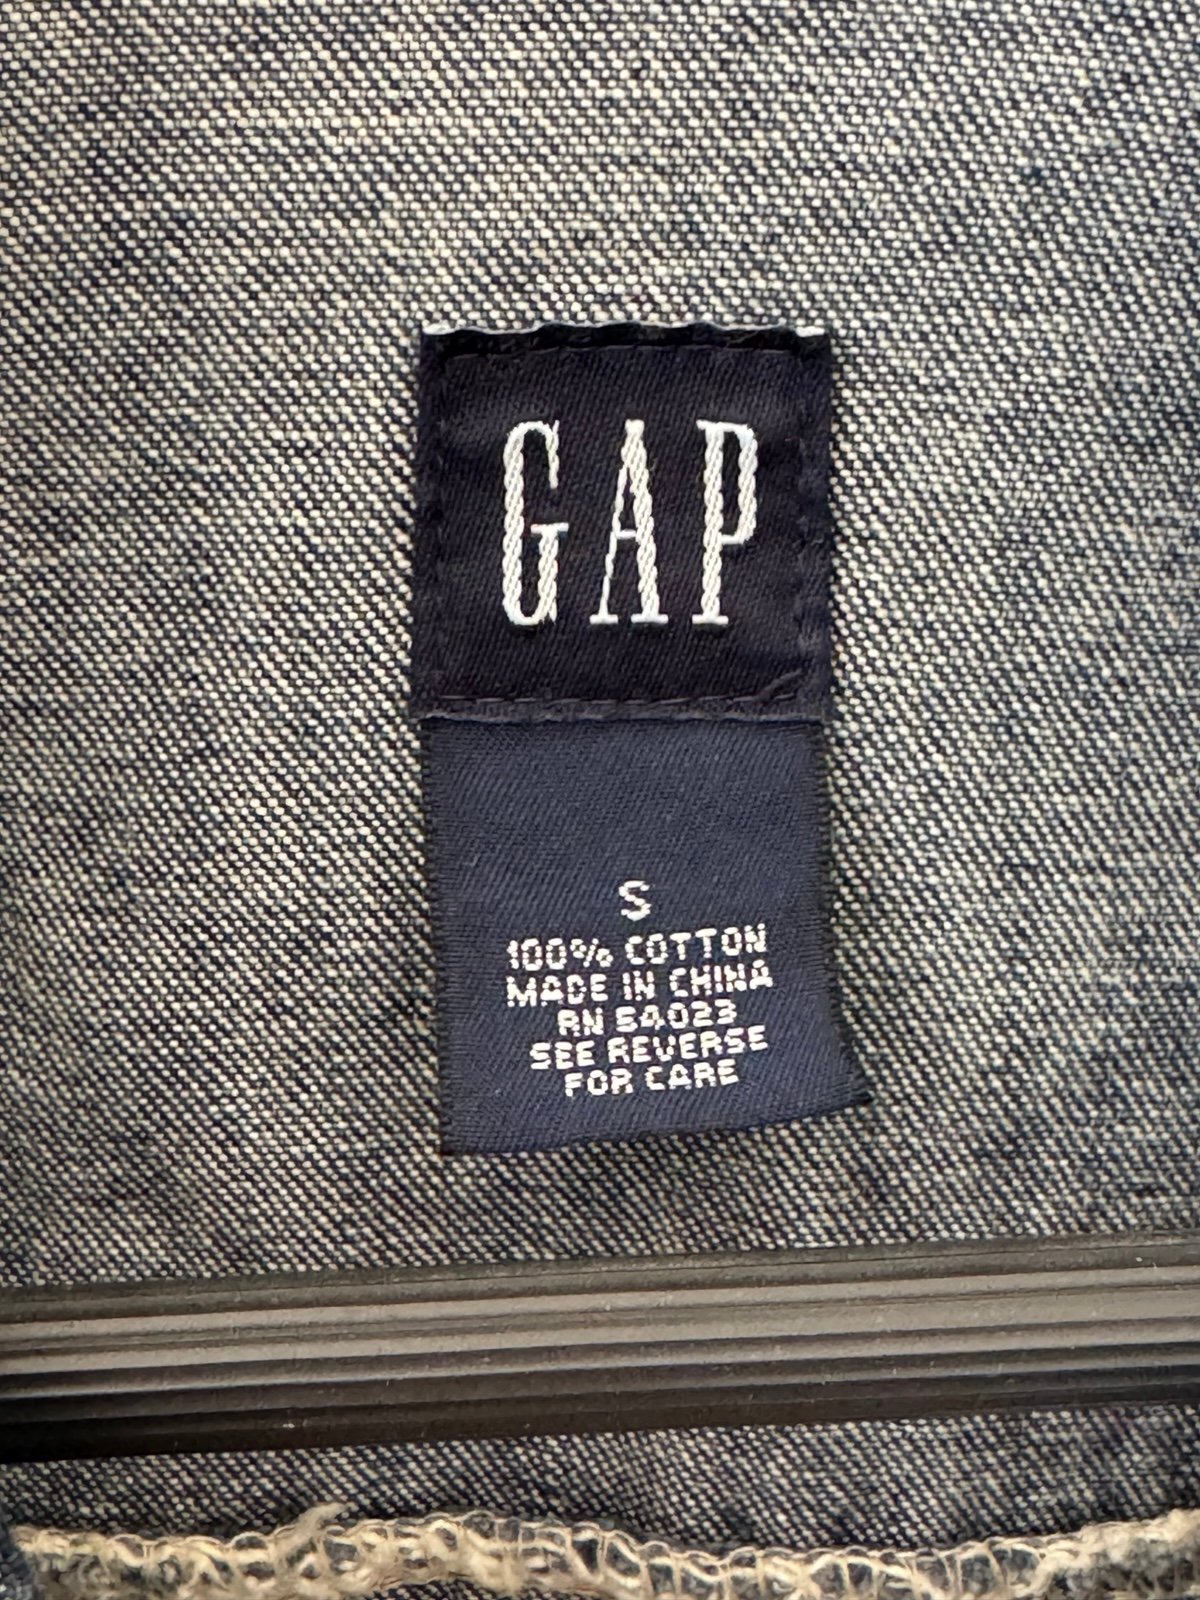 GAP
S
100% COTTON
MADE IN CHINA
RN 54023
SEE REVERSE
FOR CARE